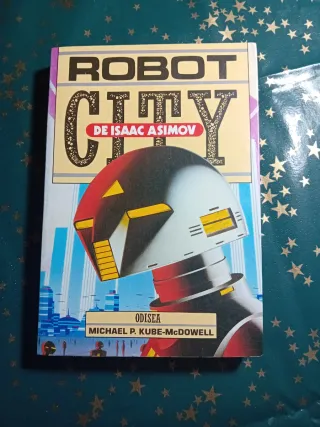 ROBOT
CITY
DE ISAAC ASIMOV
ODISEA
MICHAEL P. KUBE-McDOWELL